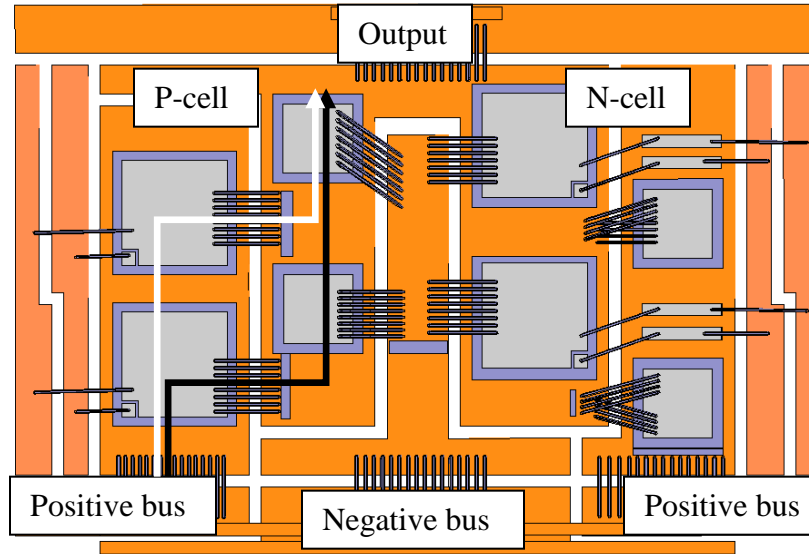 Output
P-cell
N-cell
Positive bus
Negative bus
Positive bus